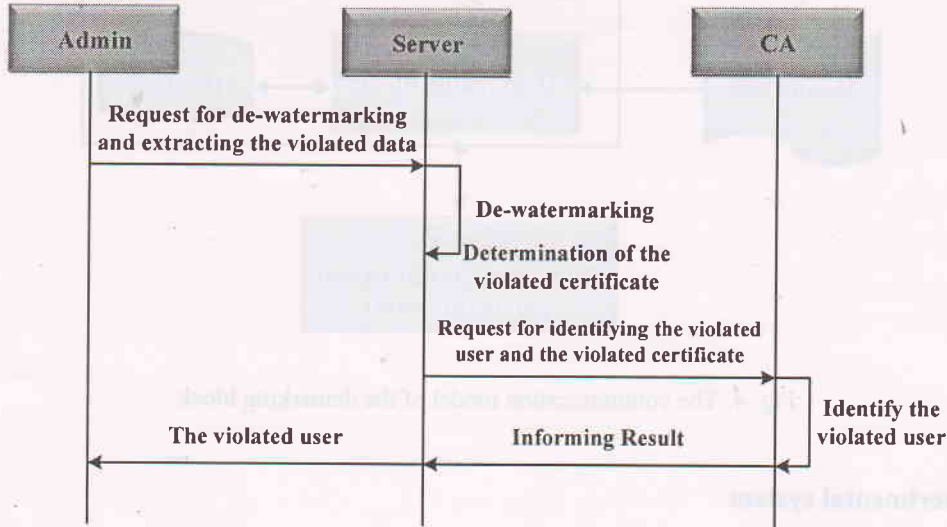 Admin
Server
CA
Request for de-watermarking
and extracting the violated data
De-watermarking
Determination of the
violated certificate
Request for identifying the violated
user and the violated certificate
Identify the
violated user
The violated user
Informing Result